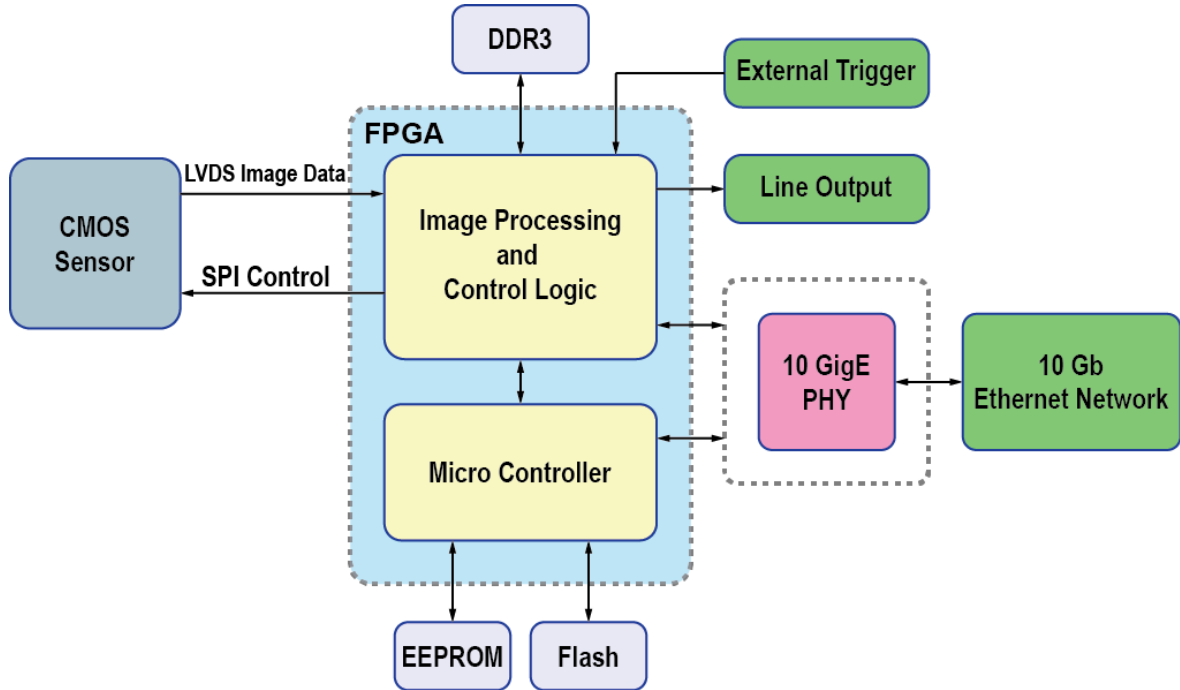 DDR3
External Trigger
FPGA
LVDS Image Data
CMOS
Sensor
Image Processing
and
Control Logic
Line Output
SPI Control
10 GigE
PHY
10 Gb
Ethernet Network
Micro Controller
EEPROM
Flash